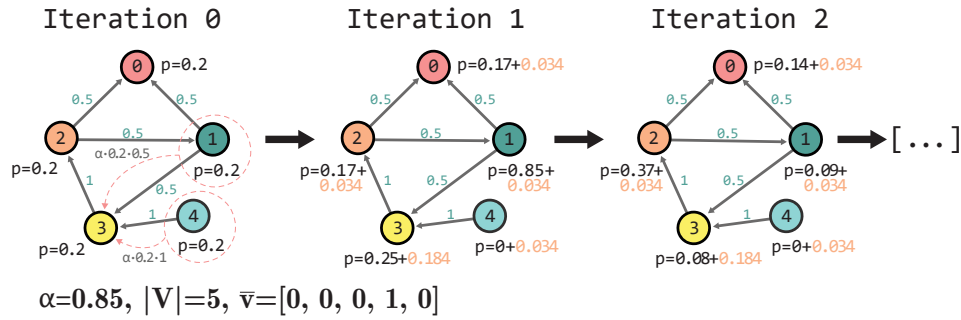 Iteration 0 Iteration 1 Iteration 2
0 p=0.2 0 p=0.17+0.034 0 p=0.14+0.034
0.5 0.5 0.5 0.5 0.5 0.5
2 0.5 1 2 0.5 1 2 0.5 1 [...]
α·0.2·0.5
p=0.2 p=0.2 p=0.17+ p=0.85+ p=0.37+ p=0.09+
0.034 0.034 0.034 0.034
1 0.5 1 0.5 1 0.5
3 1 4 3 1 4 3 1 4
p=0.2 p=0.2 p=0+0.034 p=0+0.034
α·0.2·1 p=0.25+0.184 p=0.08+0.184
α=0.85, |V|=5, v̅=[0, 0, 0, 1, 0]